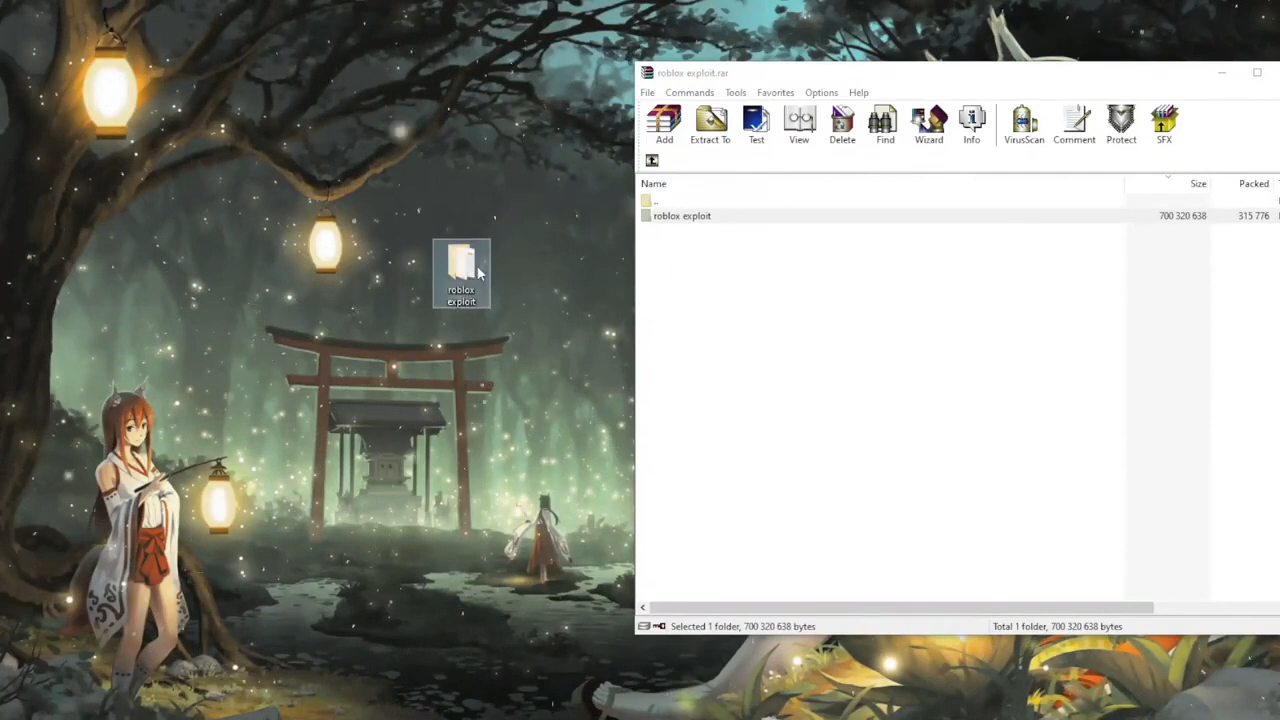 roblox exploit.rar
File Commands Tools Favorites Options Help
Add Extract To Test View Delete Find Wizard Info VirusScan Comment Protect SFX
Name Size Packed
..
roblox exploit 700 320 638 315 776
Selected 1 folder, 700 320 638 bytes Total 1 folder, 700 320 638 bytes
roblox
exploit